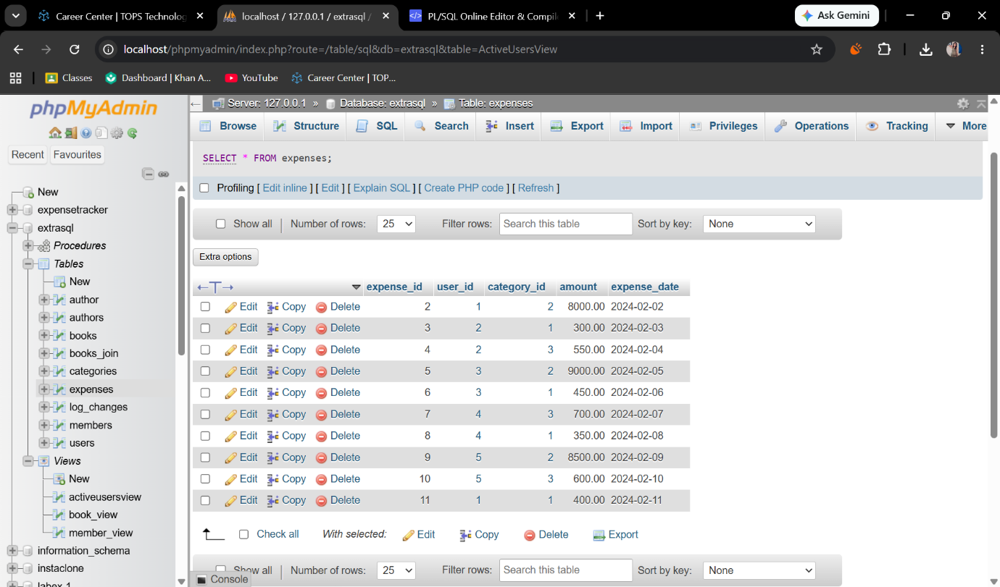 Career Center | TOPS Technolog
localhost / 127.0.0.1 / extrasql /
PL/SQL Online Editor & Compil
Ask Gemini
localhost/phpmyadmin/index.php?route=/table/sql&db=extrasql&table=ActiveUsersView
Classes
Dashboard | Khan A...
YouTube
Career Center | TOP...
phpMyAdmin
Recent
Favourites
New
expensetracker
extrasql
Procedures
Tables
New
author
authors
books
books_join
categories
expenses
log_changes
members
users
Views
New
activeusersview
book_view
member_view
information_schema
instaclone
labex-1
Server: 127.0.0.1 » Database: extrasql » Table: expenses
Browse Structure SQL Search Insert Export Import Privileges Operations Tracking More
SELECT * FROM expenses;
Profiling [ Edit inline ] [ Edit ] [ Explain SQL ] [ Create PHP code ] [ Refresh ]
Show all | Number of rows: 25 Filter rows: Search this table Sort by key: None
Extra options
expense_id user_id category_id amount expense_date
Edit Copy Delete 2 1 2 8000.00 2024-02-02
Edit Copy Delete 3 2 1 300.00 2024-02-03
Edit Copy Delete 4 2 3 550.00 2024-02-04
Edit Copy Delete 5 3 2 9000.00 2024-02-05
Edit Copy Delete 6 3 1 450.00 2024-02-06
Edit Copy Delete 7 4 3 700.00 2024-02-07
Edit Copy Delete 8 4 1 350.00 2024-02-08
Edit Copy Delete 9 5 2 8500.00 2024-02-09
Edit Copy Delete 10 5 3 600.00 2024-02-10
Edit Copy Delete 11 1 1 400.00 2024-02-11
Check all With selected: Edit Copy Delete Export
Show all | Number of rows: 25 Filter rows: Search this table Sort by key: None
Console